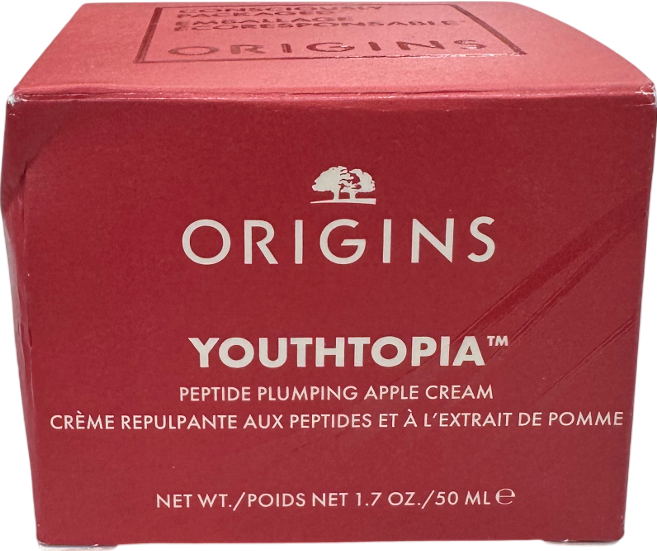 CONSCIOUSLY
PACKAGED
EMBALLAGE
ÉCORESPONSABLE
ORIGINS
ORIGINS
YOUTHTOPIA™
PEPTIDE PLUMPING APPLE CREAM
CRÈME REPULPANTE AUX PEPTIDES ET À L'EXTRAIT DE POMME
NET WT./POIDS NET 1.7 OZ./50 ML ℮